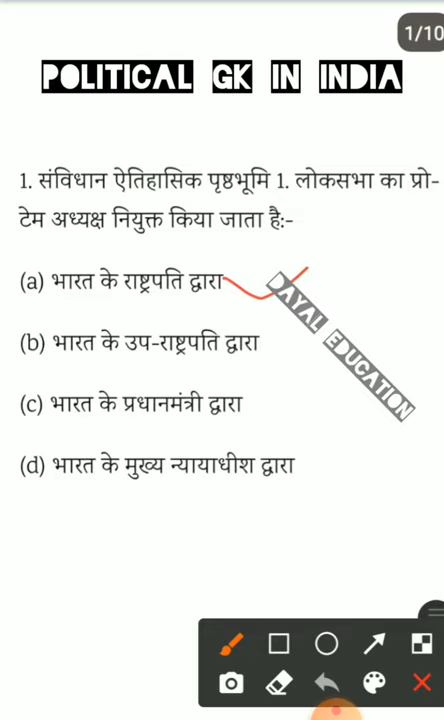 1/10
POLITICAL GK IN INDIA
1. संविधान ऐतिहासिक पृष्ठभूमि 1. लोकसभा का प्रो-
टेम अध्यक्ष नियुक्त किया जाता है:-
(a) भारत के राष्ट्रपति द्वारा
DAYAL EDUCATION
(b) भारत के उप-राष्ट्रपति द्वारा
(c) भारत के प्रधानमंत्री द्वारा
(d) भारत के मुख्य न्यायाधीश द्वारा